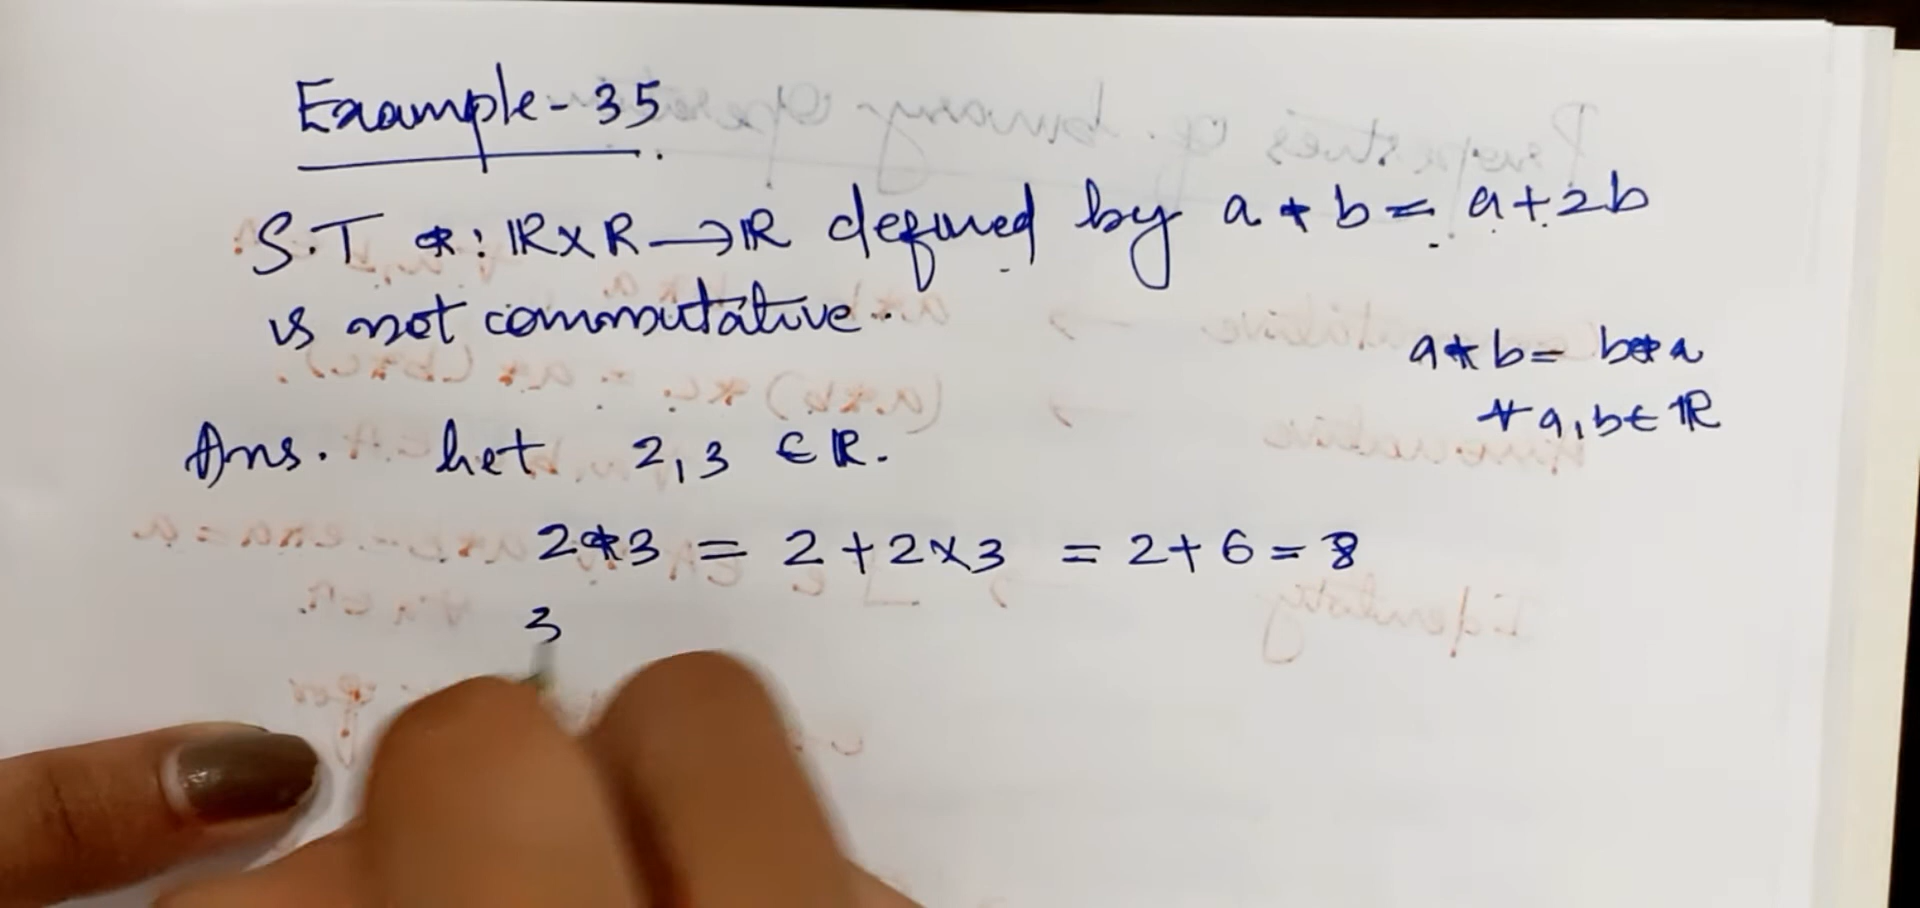 Example-35
S.T *: ℝxR→ℝ defined by a * b = a+2b
is not commutative.
a * b = b * a
∀ a, b ∈ ℝ
Ans. Let 2, 3 ∈ ℝ.
2*3 = 2+2×3 = 2+6 = 8
3